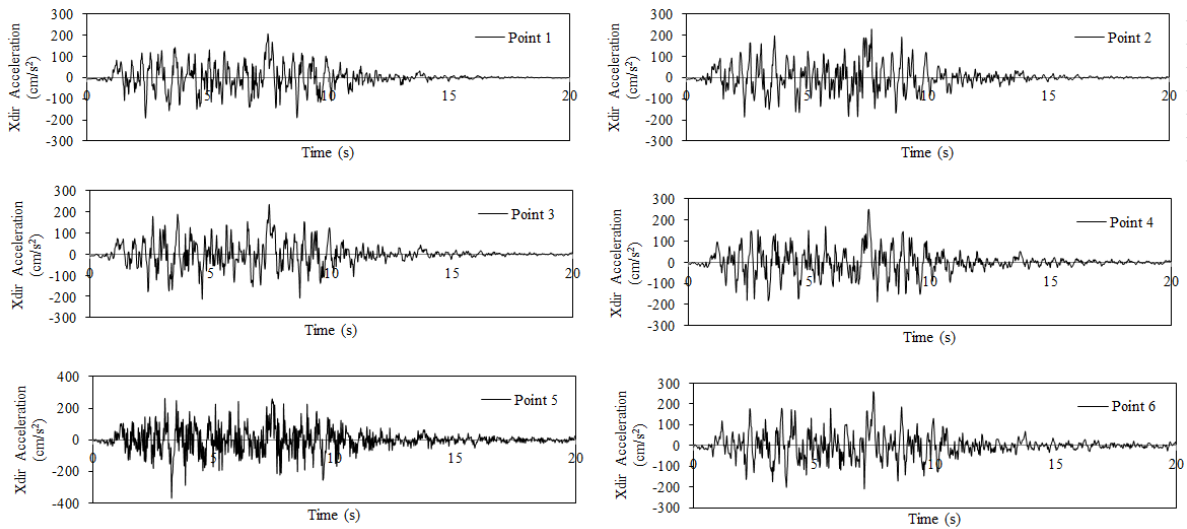 300
200
100
0
-100
-200
-300
Xdir Acceleration
(cm/s²)
0 5 10 15 20
Time (s)
Point 1
300
200
100
0
-100
-200
-300
Xdir Acceleration
(cm/s²)
0 5 10 15 20
Time (s)
Point 2
300
200
100
0
-100
-200
-300
Xdir Acceleration
(cm/s²)
0 5 10 15 20
Time (s)
Point 3
300
200
100
0
-100
-200
-300
Xdir Acceleration
(cm/s²)
0 5 10 15 20
Time (s)
Point 4
400
200
0
-200
-400
Xdir Acceleration
(cm/s²)
0 5 10 15 20
Time (s)
Point 5
300
200
100
0
-100
-200
-300
Xdir Acceleration
(cm/s²)
0 5 10 15 20
Time (s)
Point 6